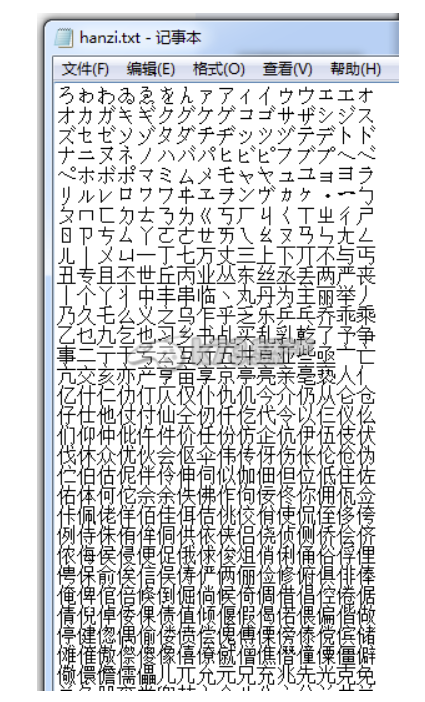 hanzi.txt - 记事本
文件(F) 编辑(E) 格式(O) 查看(V) 帮助(H)
ろゎわゐゑをんァアィイゥウェエォ
オカガキギクグケゲコゴサザシジス
ズセゼソゾタダチヂッツヅテデトド
ナニヌネノハバパヒビピフブプヘベ
ペホボポマミムメモャヤュユョヨラ
リルレロヮワヰヱヲンヴヵヶ・ー勹
ㄖㄗㄘㄙㄚㄛㄜㄝㄞㄟㄠㄡㄢㄣㄤㄥ
一丁七万丈三上下丌不与丐
丑专且丕世丘丙业丛东丝丞丢两严丧
丨个丫丬中丰串临丶丸丹为主丽举丿
乃久乇么义之乌乍乎乏乐乒乓乔乖乘
乙乜九乞也习乡书乩买乱乳乾了予争
事二亍于亏云互亓五井亘亚些亟亠亡
亢交亥亦产亨亩享京亭亮亲亳亵人亻
亿什仁仂仃仄仅仆仇仉今介仍从仑仓
仔仕他仗付仙仝仞仟仡代令以仨仪仫
们仰仲仳仵件价任份仿企伉伊伍伎伏
伐休众优伙会伛伞伟传伢伤伥伦伧伪
伫伯估伲伴伶伸伺似伽佃但位低住佐
佑体何佗佘余佚佛作佝佞佟你佣佤佥
佧佩佬佯佰佳佴佶佻佼佾使侃侄侈侉
例侍侏侑侔侗供依侠侣侥侦侧侨侩侪
侬侮侯侵便促俄俅俊俎俏俐俑俗俘俚
俜保俞俟信俣俦俨俩俪俭修俯俱俳俸
俺俾倌倍倏倒倔倘候倚倜借倡倥倦倨
倩倪倬倭倮债值倾偃假偈偌偎偏偕做
停健偬偶偷偻偾偿傀傅傈傍傣傥傧储
傩催傲傺傻像僖僚僦僧僬僭僮僳僵僻
儆儇儋儒儡儿兀允元兄充兆先光克免